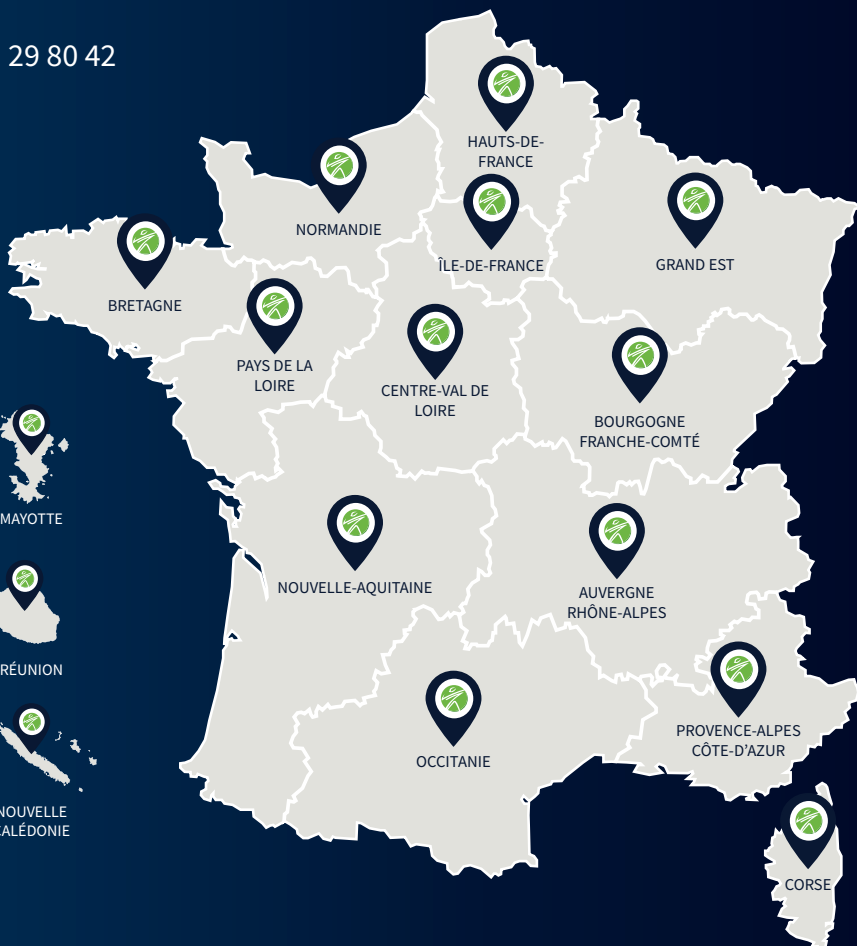 29 80 42
HAUTS-DE-
FRANCE
NORMANDIE
ÎLE-DE-FRANCE
GRAND EST
BRETAGNE
PAYS DE LA
LOIRE
CENTRE-VAL DE
LOIRE
BOURGOGNE
FRANCHE-COMTÉ
MAYOTTE
NOUVELLE-AQUITAINE
AUVERGNE
RHÔNE-ALPES
RÉUNION
PROVENCE-ALPES
CÔTE-D'AZUR
OCCITANIE
NOUVELLE
CALÉDONIE
CORSE